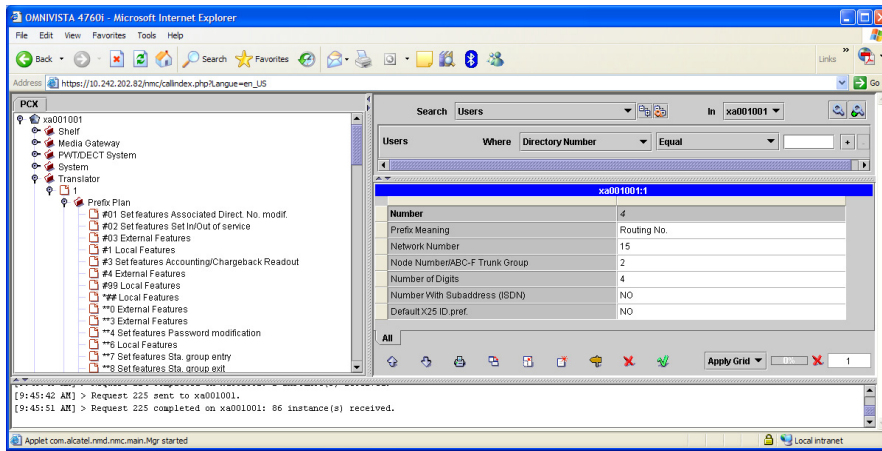 OMNIVISTA 4760i - Microsoft Internet Explorer
File Edit View Favorites Tools Help
Back Search Favorites Links
Address https://10.242.202.82/nmc/callindex.php?Langue=en_US Go
PCX
xa001001
Shelf
Media Gateway
PWT/DECT System
System
Translator
1
Prefix Plan
#01 Set features Associated Direct. No. modif.
#02 Set features Set In/Out of service
#03 External Features
#1 Local Features
#3 Set features Accounting/Chargeback Readout
#4 External Features
#99 Local Features
*## Local Features
**0 External Features
**3 External Features
**4 Set features Password modification
**6 Local Features
**7 Set features Sta. group entry
**8 Set features Sta. group exit
Search Users In xa001001
Users Where Directory Number Equal + -
xa001001:1
Number 4
Prefix Meaning Routing No.
Network Number 15
Node Number/ABC-F Trunk Group 2
Number of Digits 4
Number With Subaddress (ISDN) NO
Default X25 ID.pref. NO
All
Apply Grid 0% 1
[9:45:42 AM] > Request 225 sent to xa001001.
[9:45:51 AM] > Request 225 completed on xa001001: 86 instance(s) received.
Applet com.alcatel.nmd.nmc.main.Mgr started Local intranet